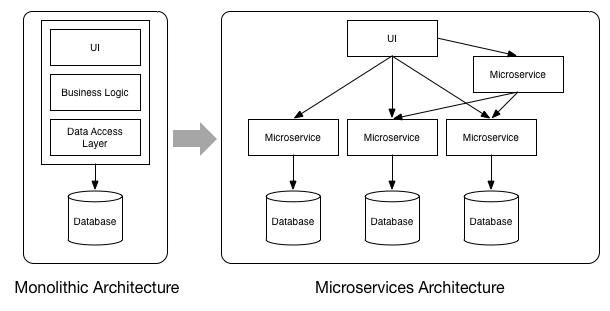 UI
Business Logic
Data Access
Layer
Database
Monolithic Architecture
UI
Microservice
Microservice
Microservice
Microservice
Database
Database
Database
Microservices Architecture